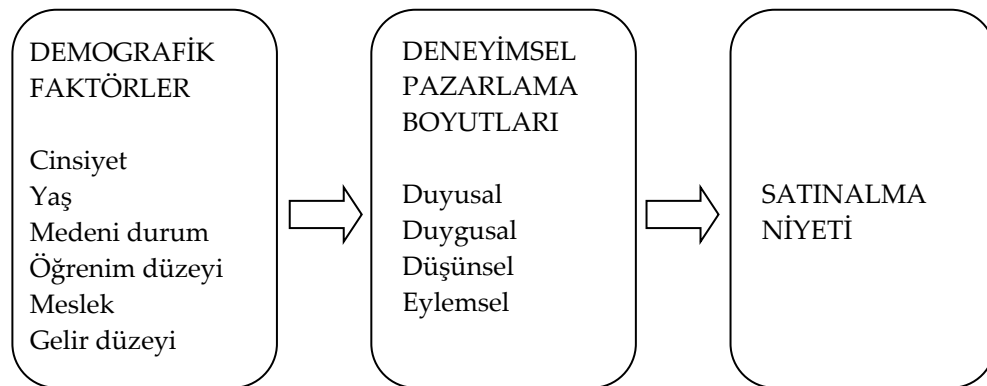 DEMOGRAFİK
FAKTÖRLER
Cinsiyet
Yaş
Medeni durum
Öğrenim düzeyi
Meslek
Gelir düzeyi
DENEYİMSEL
PAZARLAMA
BOYUTLARI
Duyusal
Duygusal
Düşünsel
Eylemsel
SATINALMA
NİYETİ